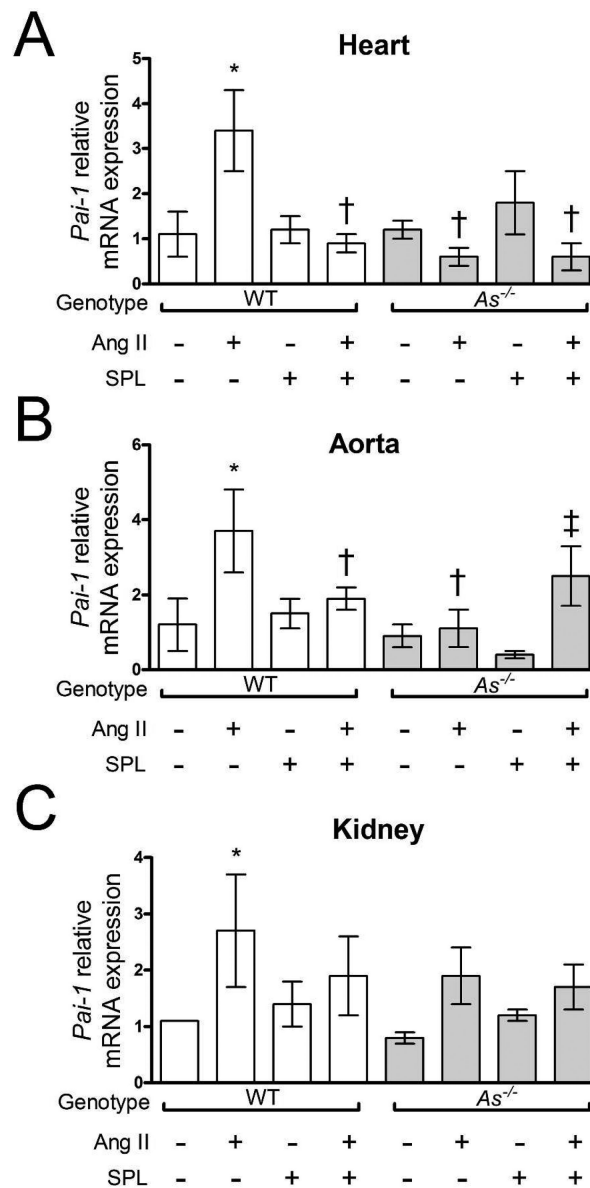 A
Heart
Pai-1 relative
mRNA expression
5
4
3
2
1
0
*
†
†
†
Genotype WT As-/-
Ang II - + - + - + - +
SPL - - + + - - + +
B
Aorta
Pai-1 relative
mRNA expression
6
4
2
0
*
†
†
‡
Genotype WT As-/-
Ang II - + - + - + - +
SPL - - + + - - + +
C
Kidney
Pai-1 relative
mRNA expression
4
3
2
1
0
*
Genotype WT As-/-
Ang II - + - + - + - +
SPL - - + + - - + +